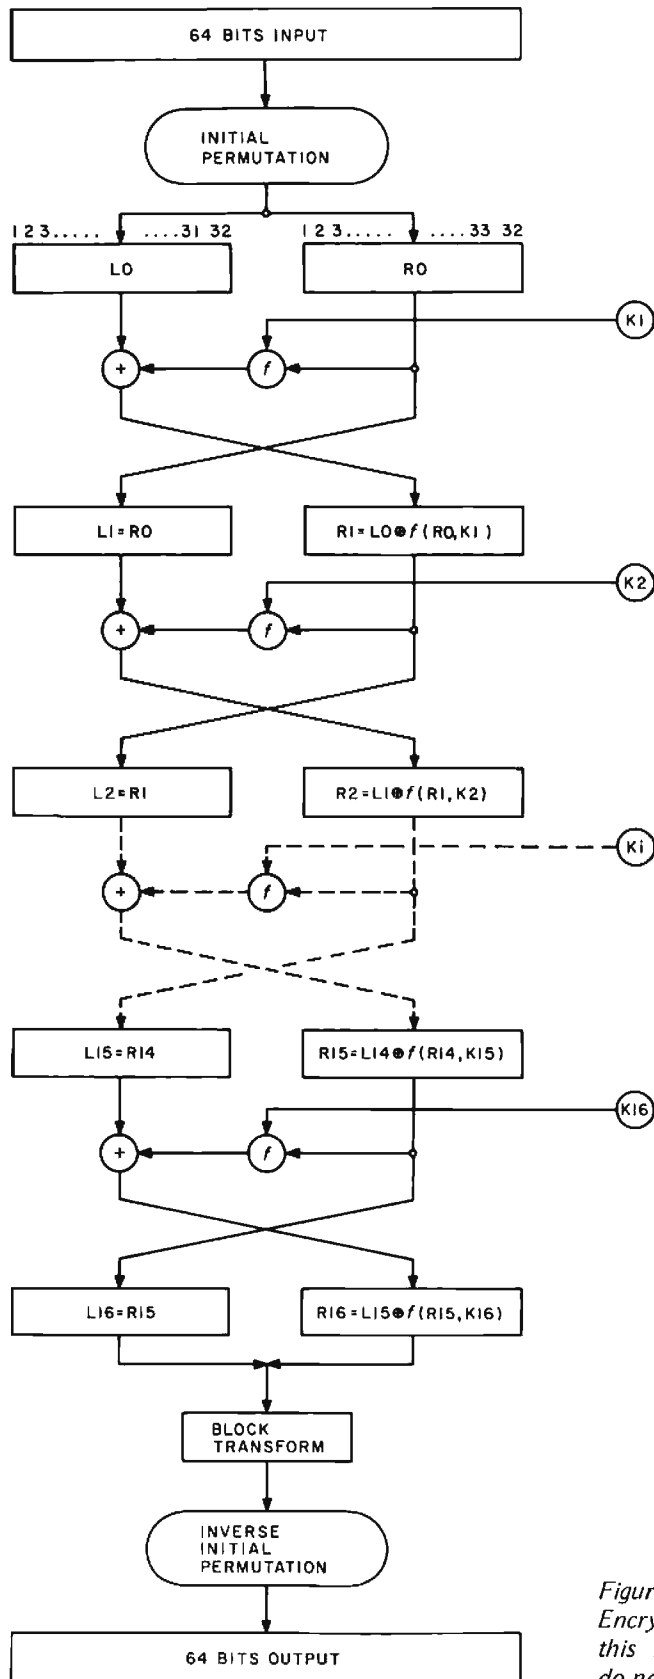 64 BITS INPUT
INITIAL
PERMUTATION
1 2 3 ..... ....31 32
1 2 3..... ....33 32
L0
R0
K1
+
f
L1=R0
R1=L0⊕f(R0,K1)
K2
+
f
L2=R1
R2=L1⊕f(R1,K2)
Ki
+
f
L15=R14
R15=L14⊕f(R14,K15)
K16
+
f
L16=R15
R16=L15⊕f(R15,K16)
BLOCK
TRANSFORM
INVERSE
INITIAL
PERMUTATION
64 BITS OUTPUT
Figur
Encry
this
do no